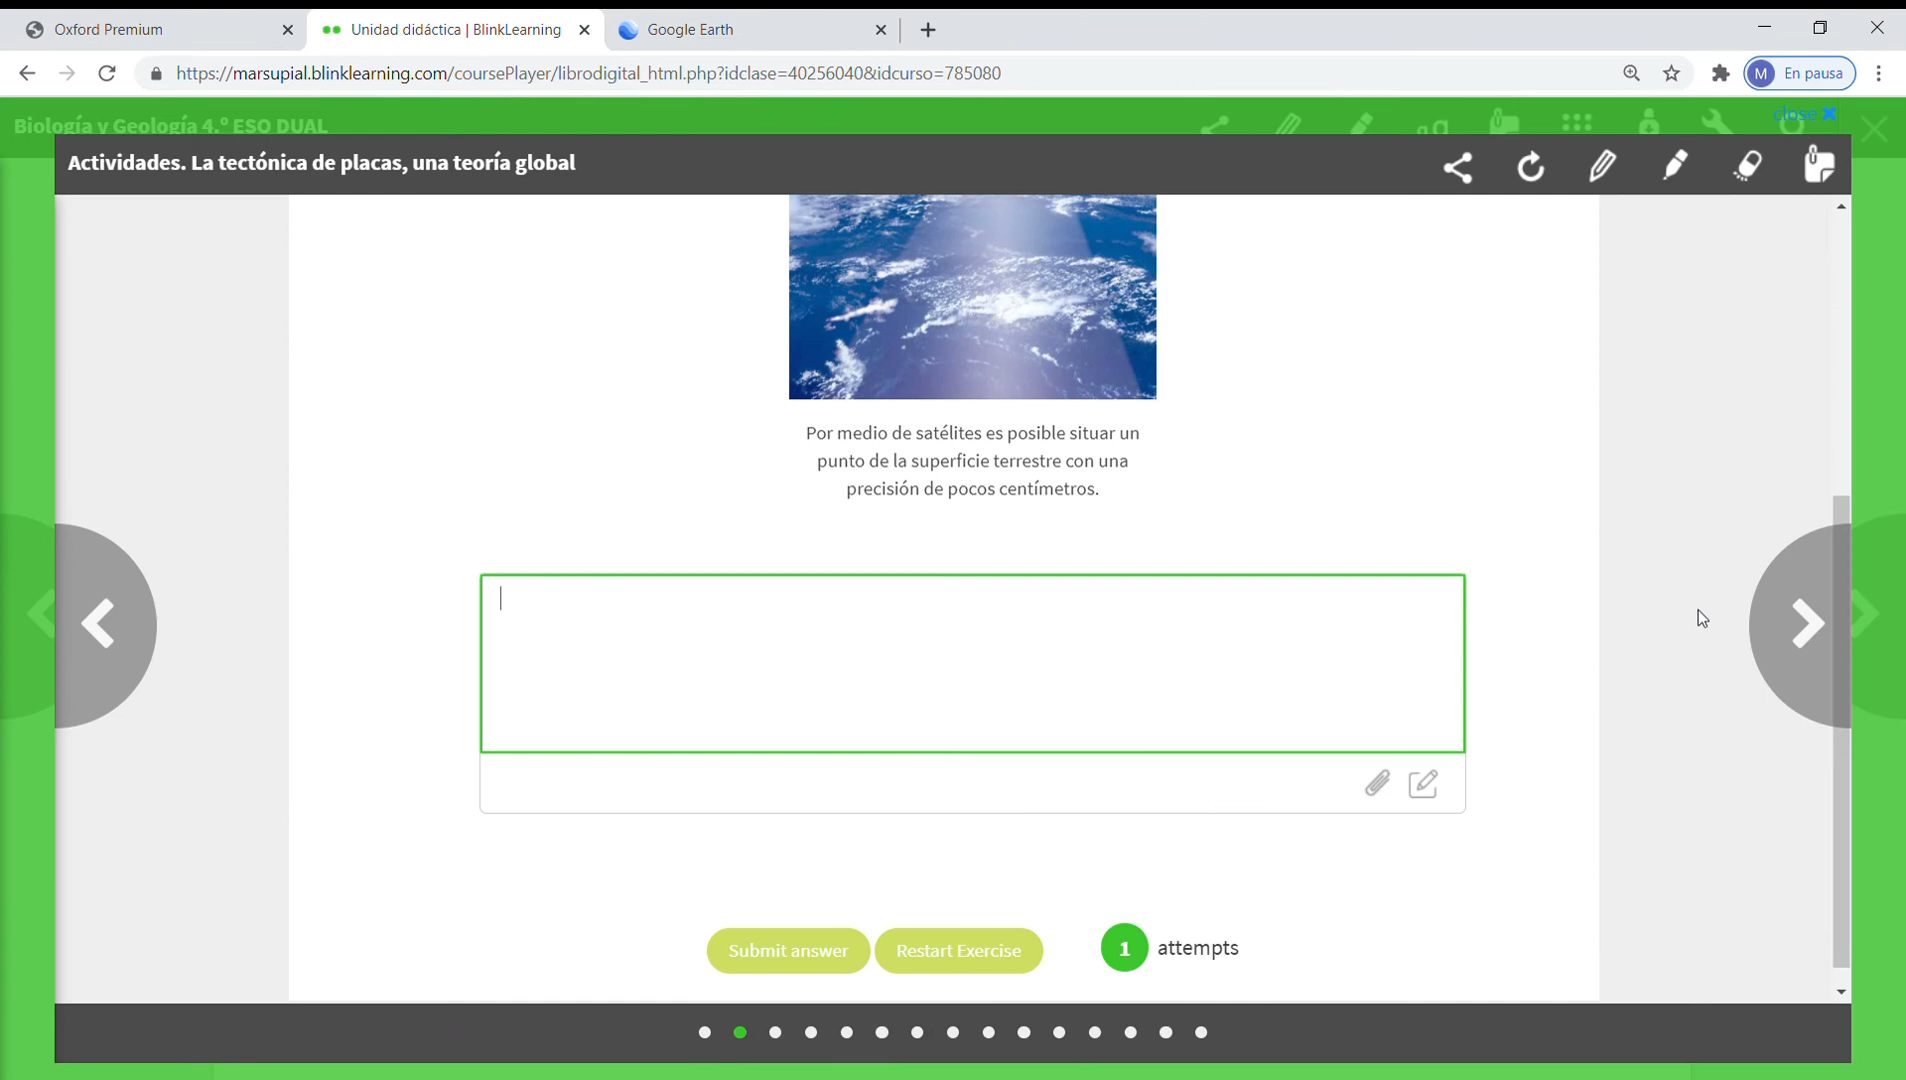 Oxford Premium
Unidad didáctica | BlinkLearning
Google Earth
https://marsupial.blinklearning.com/coursePlayer/librodigital_html.php?idclase=40256040&idcurso=785080
M En pausa
Biología y Geología 4.º ESO DUAL
close
Actividades. La tectónica de placas, una teoría global
Por medio de satélites es posible situar un
punto de la superficie terrestre con una
precisión de pocos centímetros.
Submit answer
Restart Exercise
1 attempts